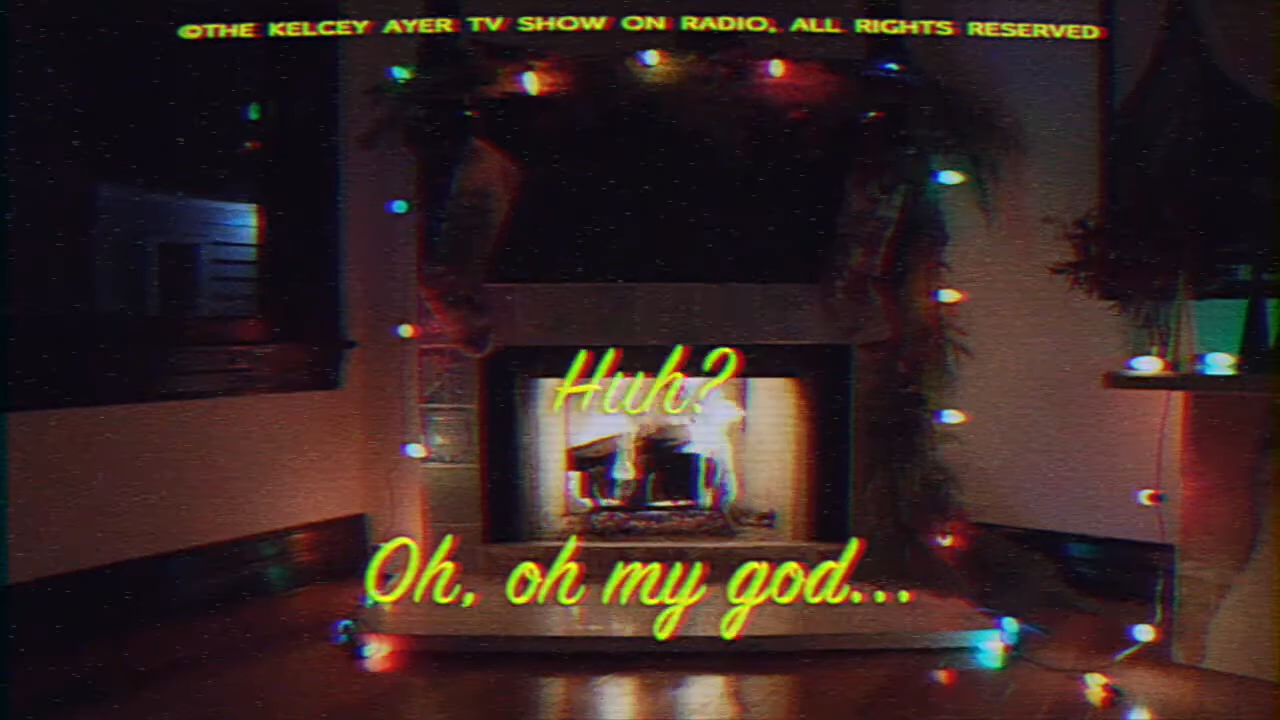 ©THE KELCEY AYER TV SHOW ON RADIO. ALL RIGHTS RESERVED
Huh?
Oh, oh my god...